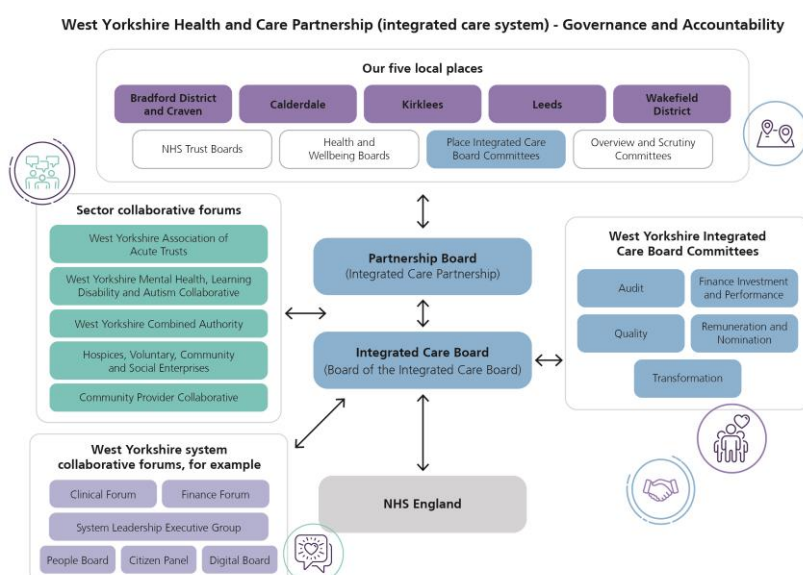 West Yorkshire Health and Care Partnership (integrated care system) - Governance and Accountability
Our five local places
Bradford District
and Craven
Calderdale
Kirklees
Leeds
Wakefield
District
NHS Trust Boards
Health and
Wellbeing Boards
Place Integrated Care
Board Committees
Overview and Scrutiny
Committees
Sector collaborative forums
West Yorkshire Association of
Acute Trusts
West Yorkshire Mental Health, Learning
Disability and Autism Collaborative
West Yorkshire Combined Authority
Hospices, Voluntary, Community
and Social Enterprises
Community Provider Collaborative
Partnership Board
(Integrated Care Partnership)
Integrated Care Board
(Board of the Integrated Care Board)
West Yorkshire Integrated
Care Board Committees
Audit
Finance Investment
and Performance
Quality
Remuneration and
Nomination
Transformation
West Yorkshire system
collaborative forums, for example
Clinical Forum
Finance Forum
System Leadership Executive Group
People Board
Citizen Panel
Digital Board
NHS England